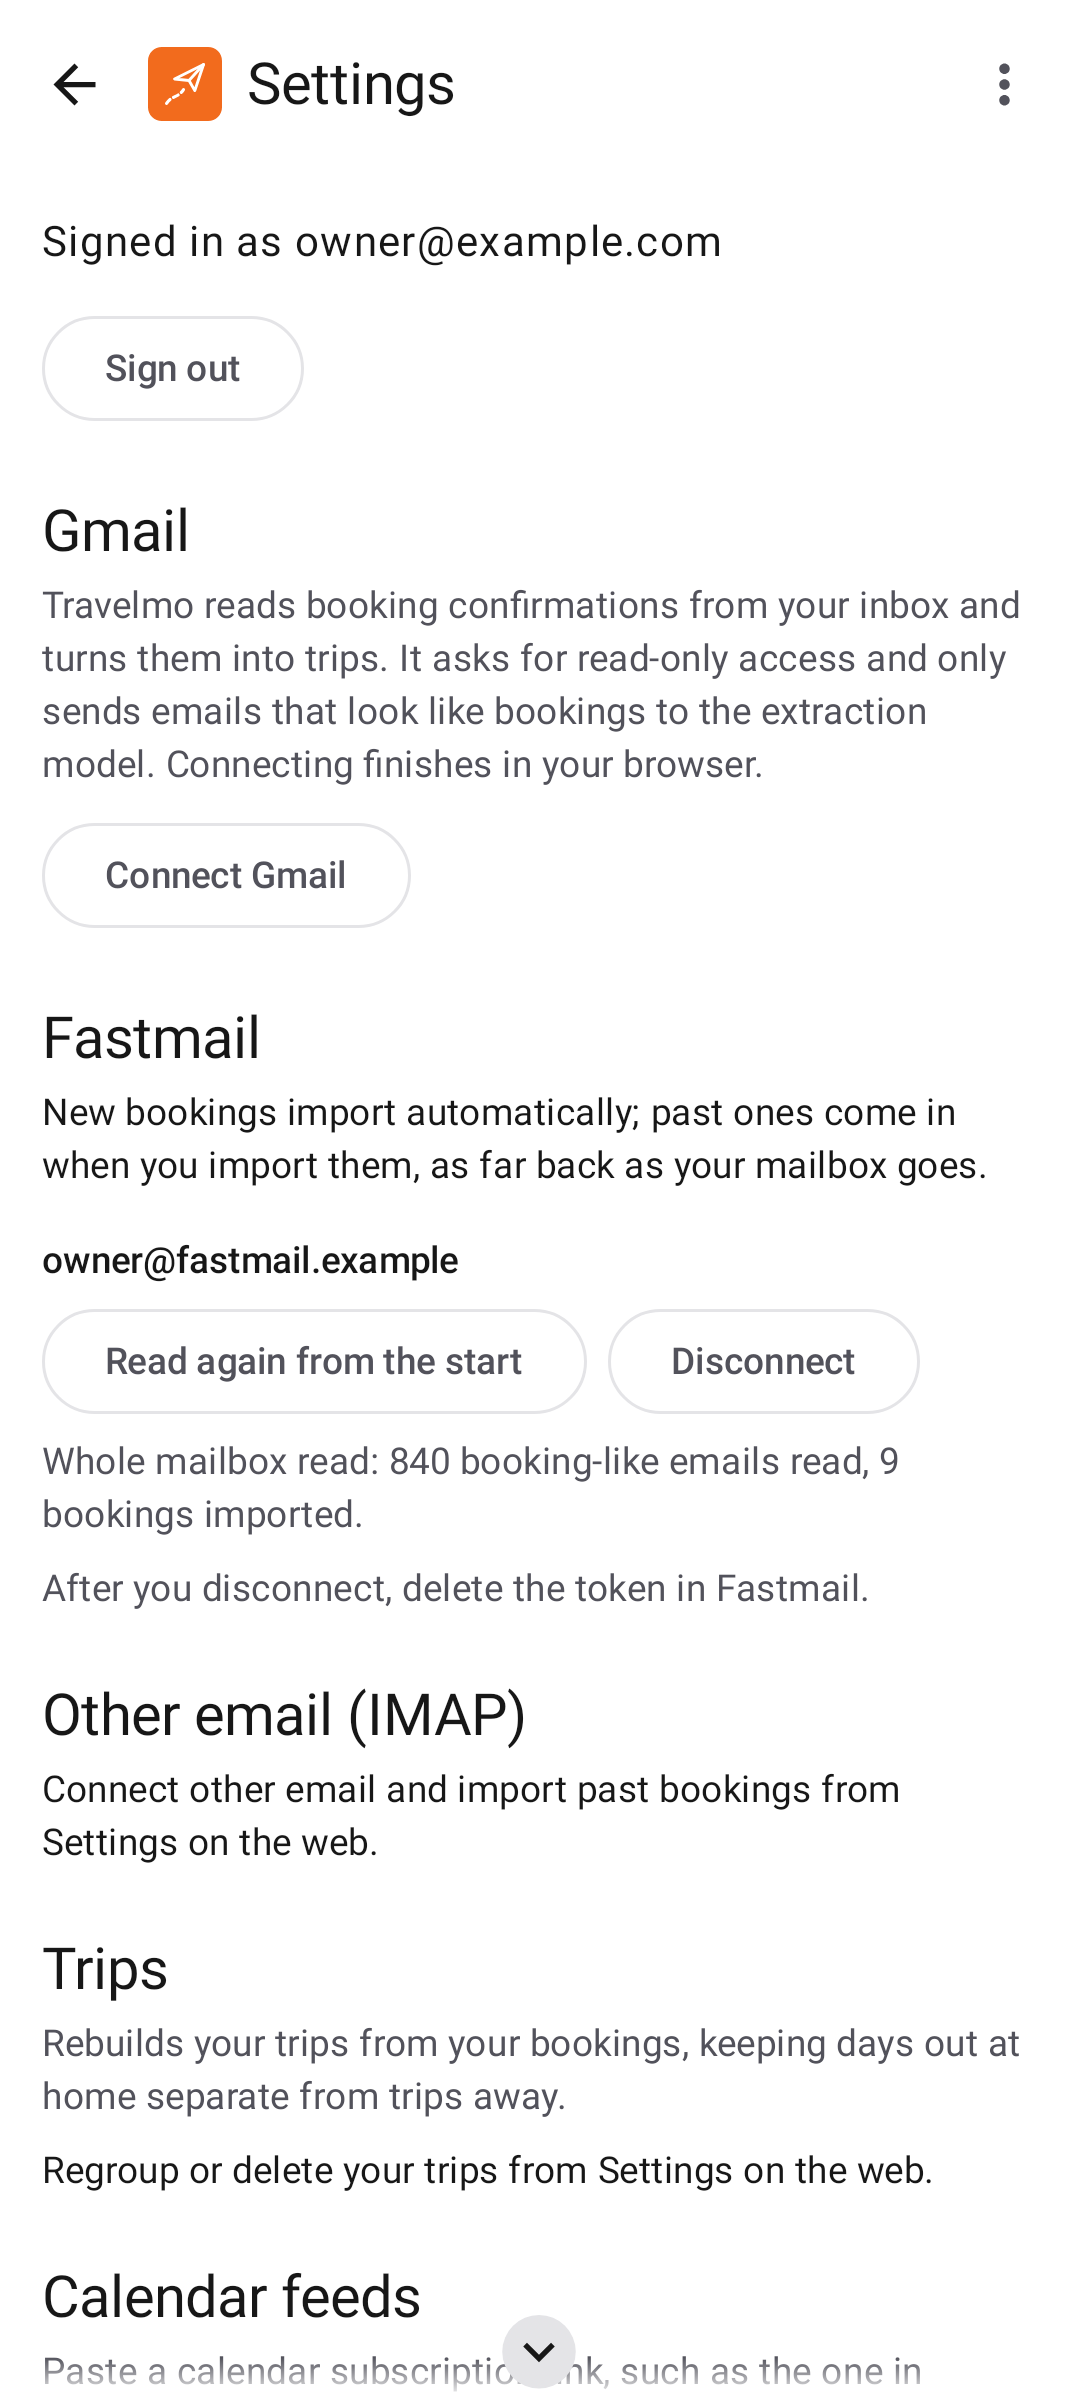 Settings
Signed in as owner@example.com
Sign out
Gmail
Travelmo reads booking confirmations from your inbox and
turns them into trips. It asks for read-only access and only
sends emails that look like bookings to the extraction
model. Connecting finishes in your browser.
Connect Gmail
Fastmail
New bookings import automatically; past ones come in
when you import them, as far back as your mailbox goes.
owner@fastmail.example
Read again from the start
Disconnect
Whole mailbox read: 840 booking-like emails read, 9
bookings imported.
After you disconnect, delete the token in Fastmail.
Other email (IMAP)
Connect other email and import past bookings from
Settings on the web.
Trips
Rebuilds your trips from your bookings, keeping days out at
home separate from trips away.
Regroup or delete your trips from Settings on the web.
Calendar feeds
Paste a calendar such as the one in